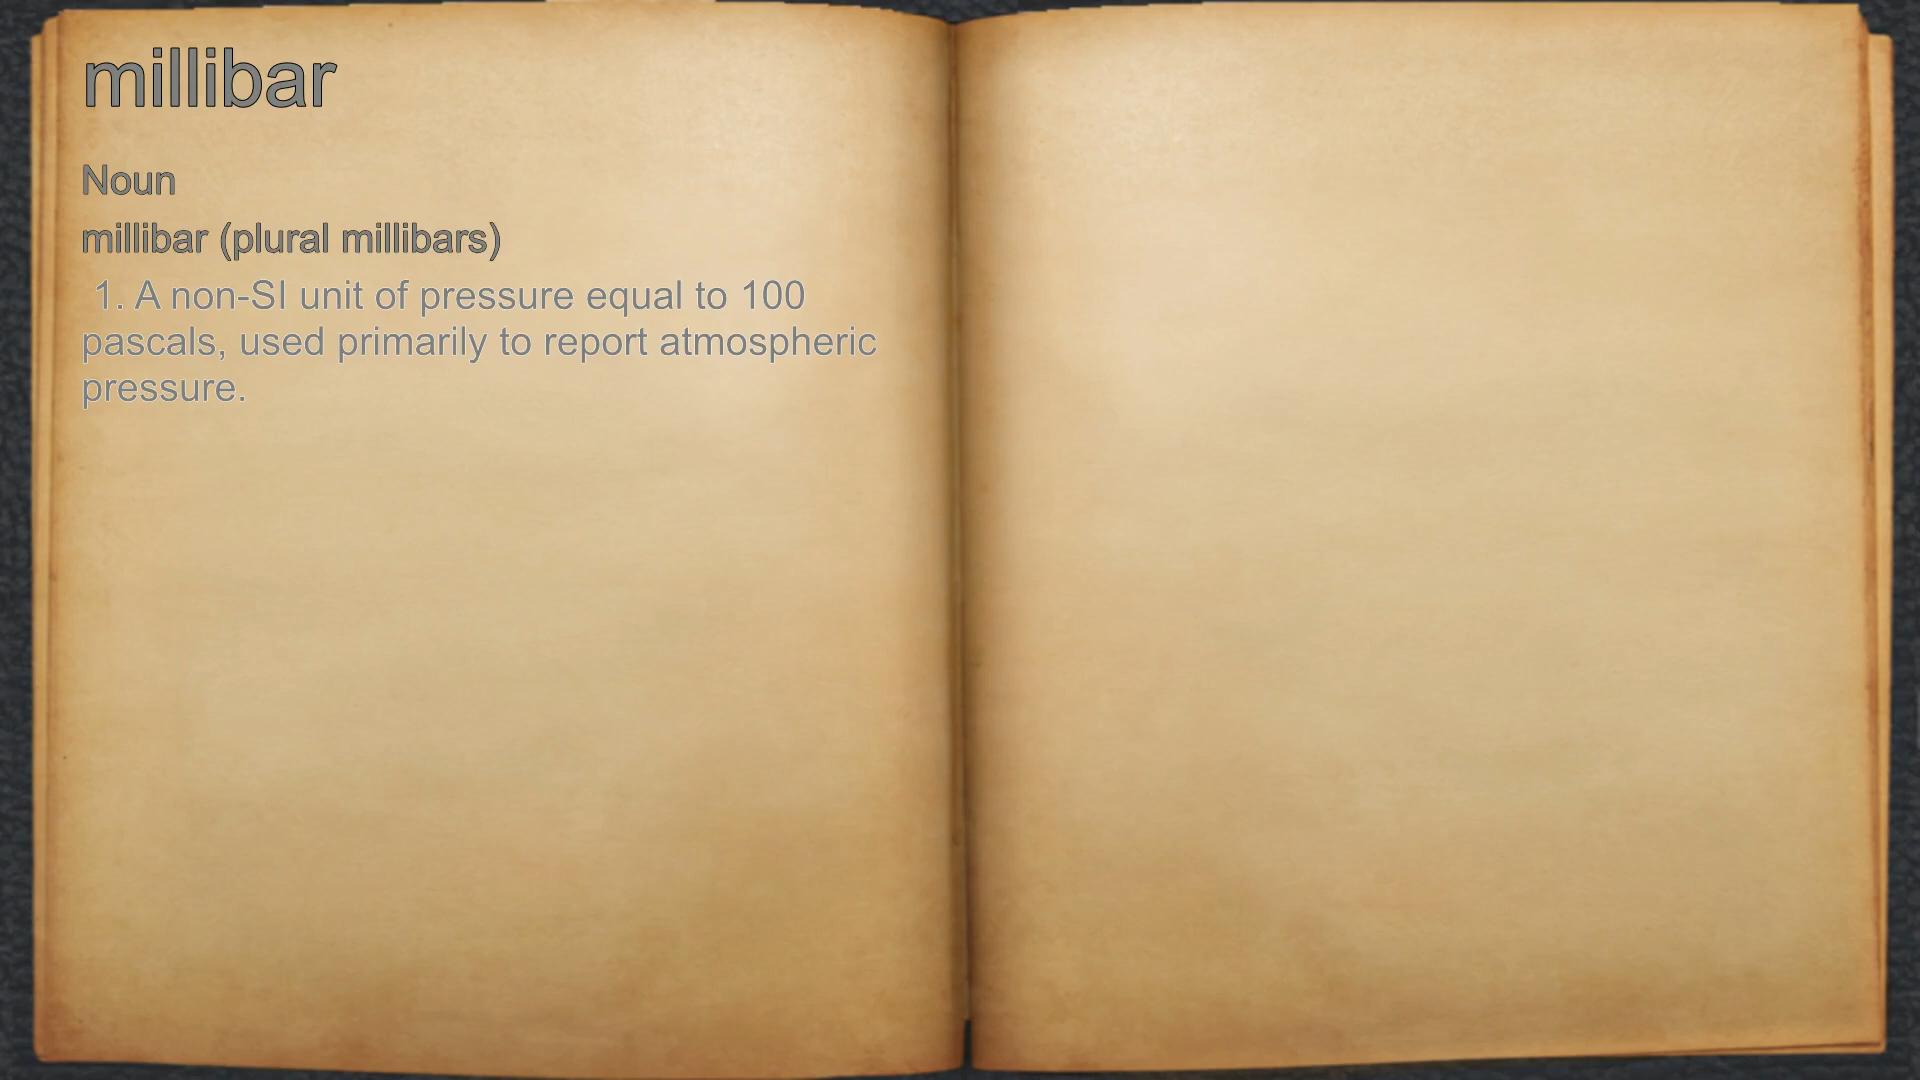 millibar
Noun
millibar (plural millibars)
1. A non-SI unit of pressure equal to 100
pascals, used primarily to report atmospheric
pressure.